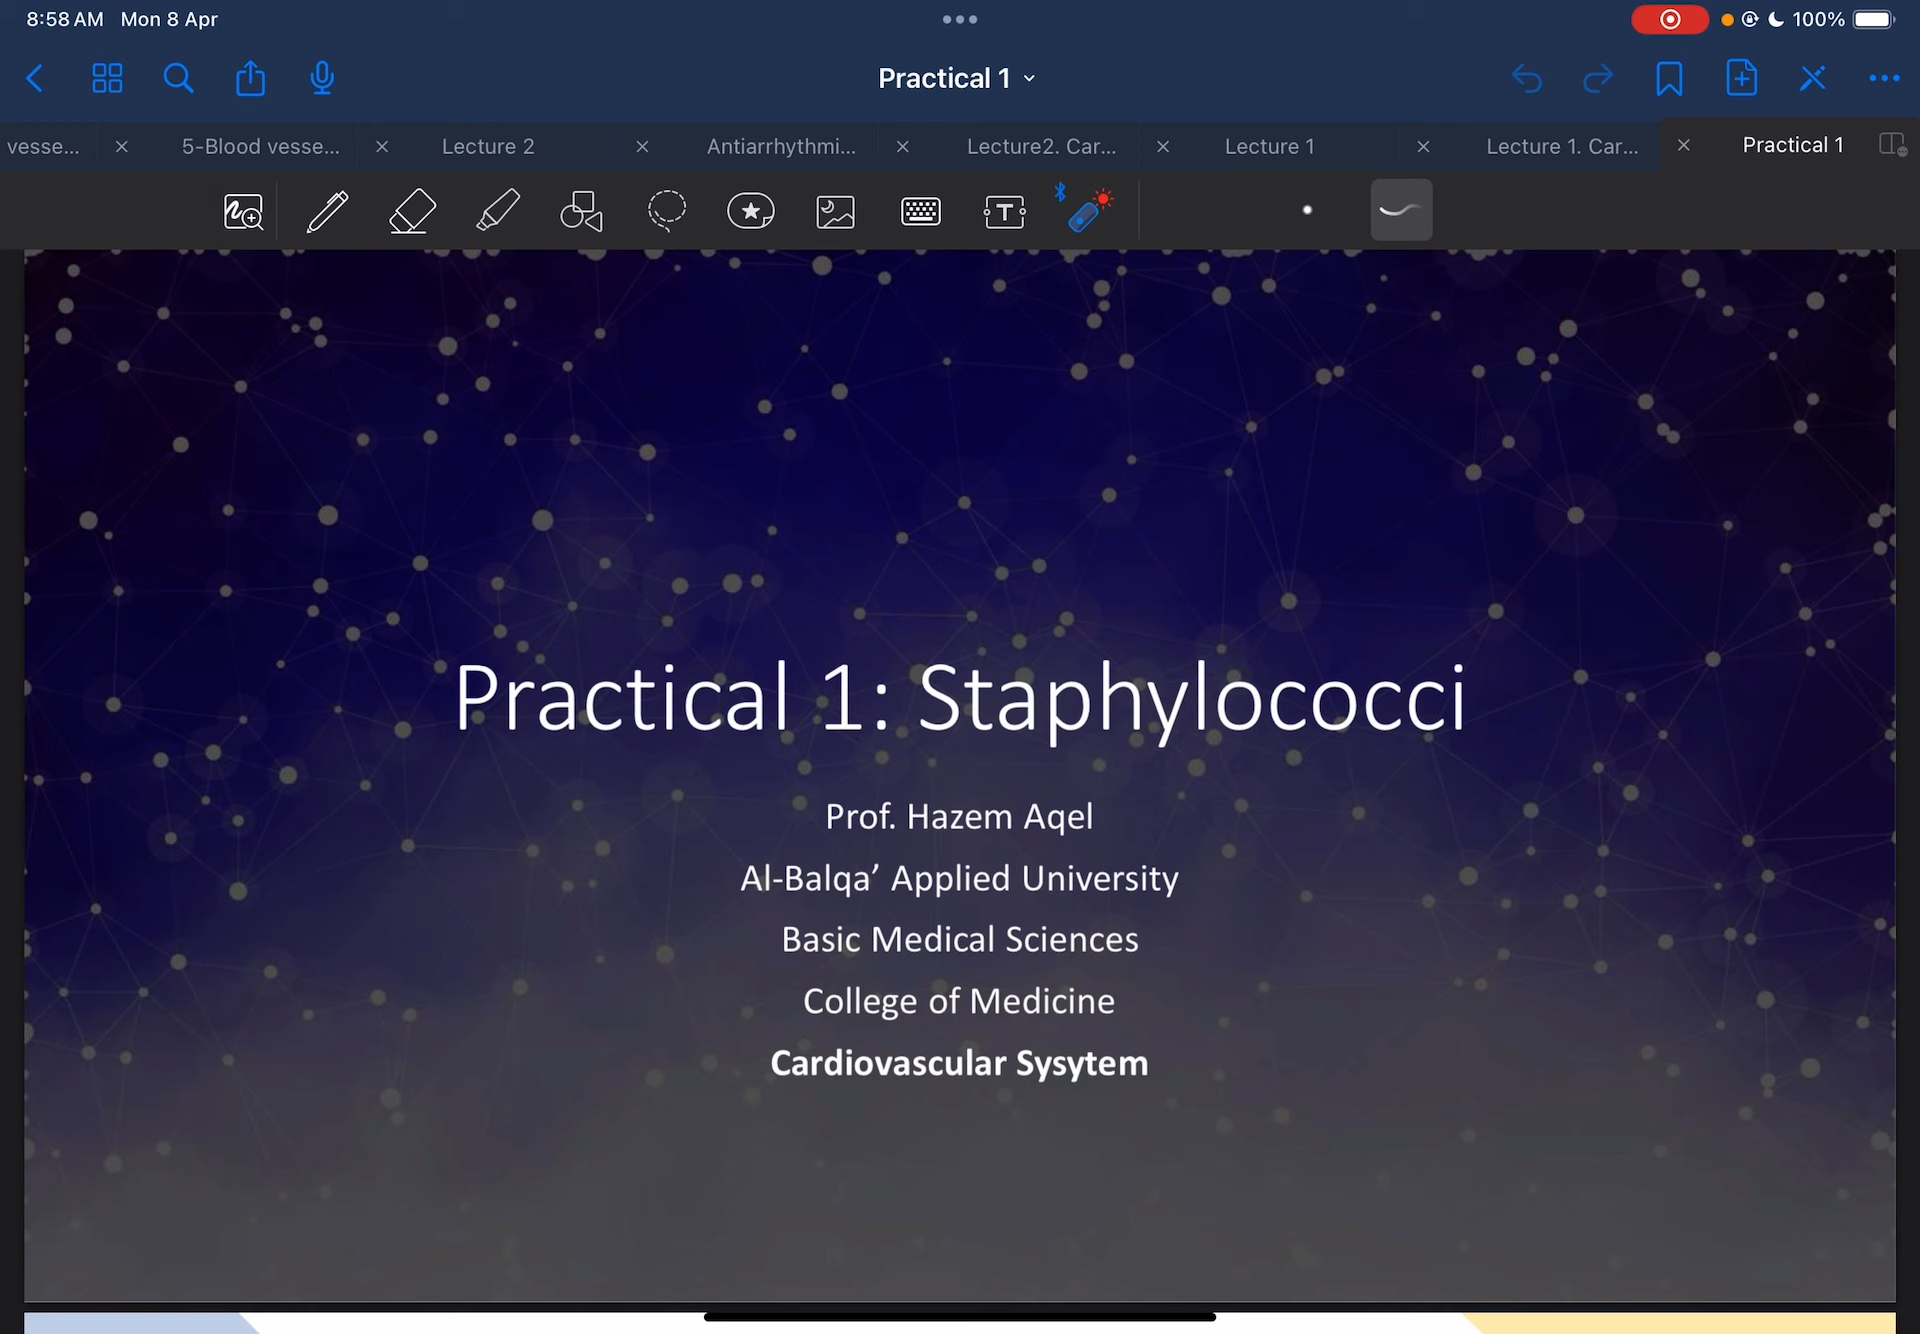 8:58 AM Mon 8 Apr
100%
Practical 1
vesse...
5-Blood vesse...
Lecture 2
Antiarrhythmi...
Lecture2. Car...
Lecture 1
Lecture 1. Car...
Practical 1
T
Practical 1: Staphylococci
Prof. Hazem Aqel
Al-Balqa’ Applied University
Basic Medical Sciences
College of Medicine
Cardiovascular Sysytem